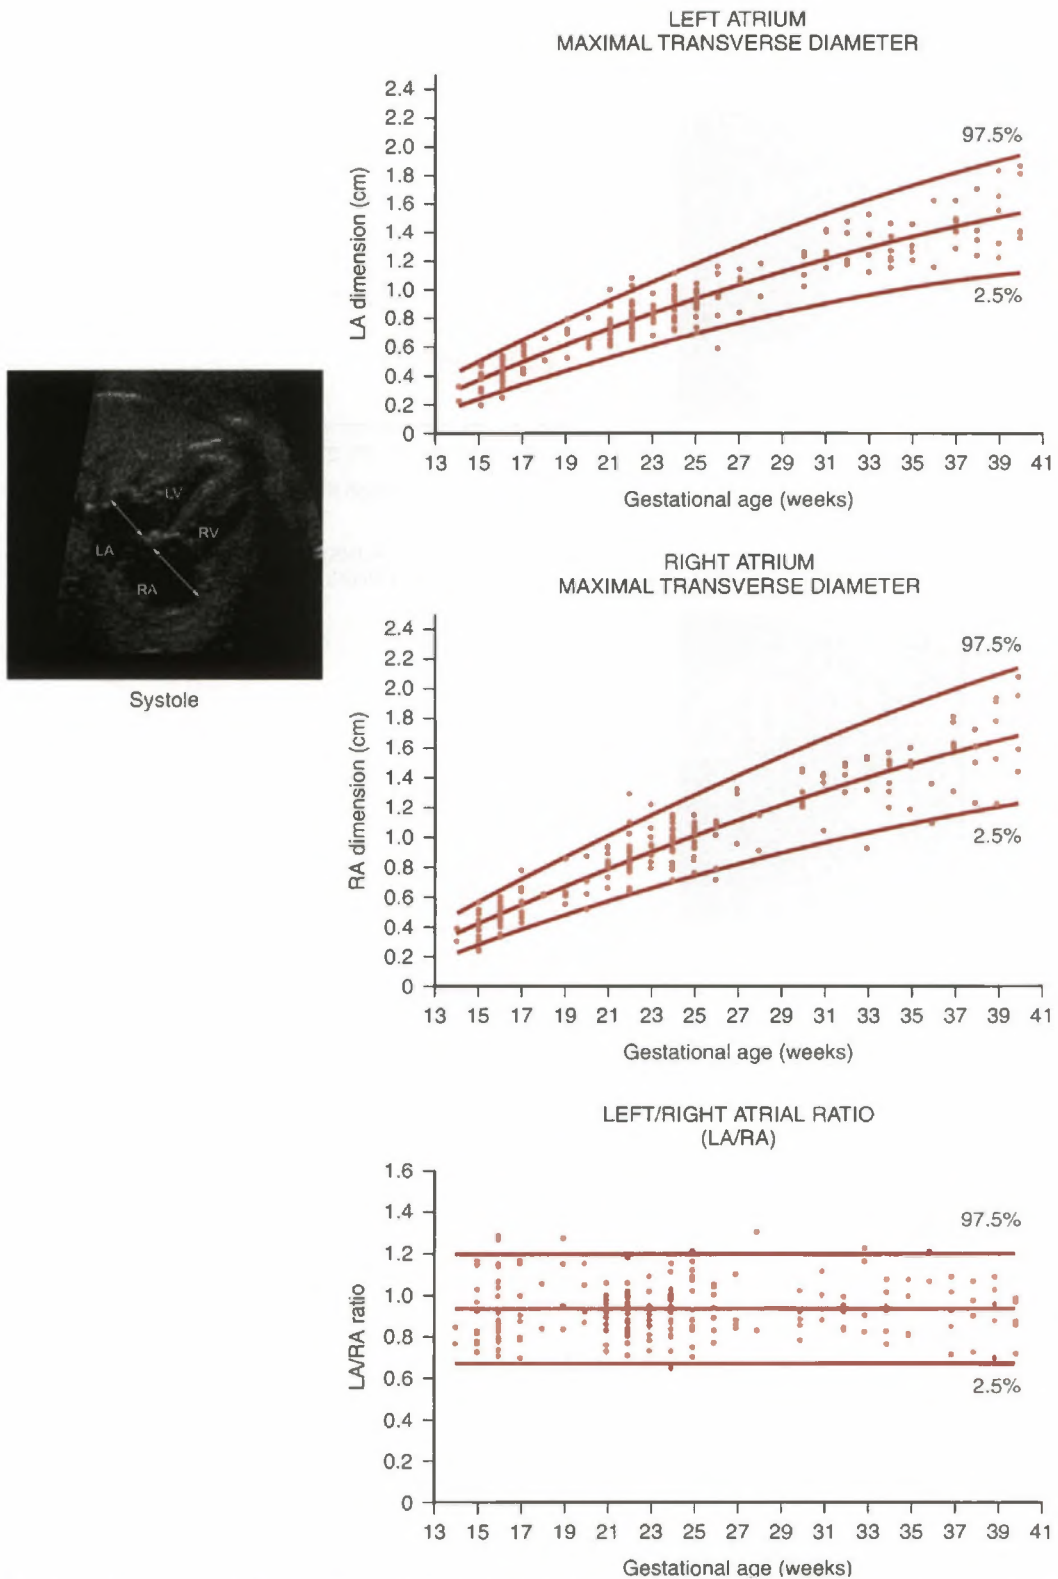 LEFT ATRIUM
MAXIMAL TRANSVERSE DIAMETER
2.4
2.2
2.0
1.8
1.6
1.4
1.2
1.0
0.8
0.6
0.4
0.2
0
LA dimension (cm)
97.5%
2.5%
13 15 17 19 21 23 25 27 29 31 33 35 37 39 41
Gestational age (weeks)
LV
RV
LA
RA
Systole
RIGHT ATRIUM
MAXIMAL TRANSVERSE DIAMETER
2.4
2.2
2.0
1.8
1.6
1.4
1.2
1.0
0.8
0.6
0.4
0.2
0
RA dimension (cm)
97.5%
2.5%
13 15 17 19 21 23 25 27 29 31 33 35 37 39 41
Gestational age (weeks)
LEFT/RIGHT ATRIAL RATIO
(LA/RA)
1.6
1.4
1.2
1.0
0.8
0.6
0.4
0.2
0
LA/RA ratio
97.5%
2.5%
13 15 17 19 21 23 25 27 29 31 33 35 37 39 41
Gestational age (weeks)